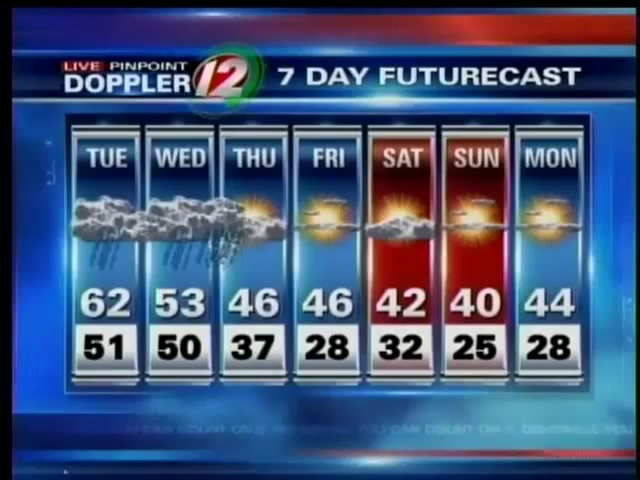 LIVE PINPOINT
DOPPLER 12
7 DAY FUTURECAST
TUE WED THU FRI SAT SUN MON
62 53 46 46 42 40 44
51 50 37 28 32 25 28